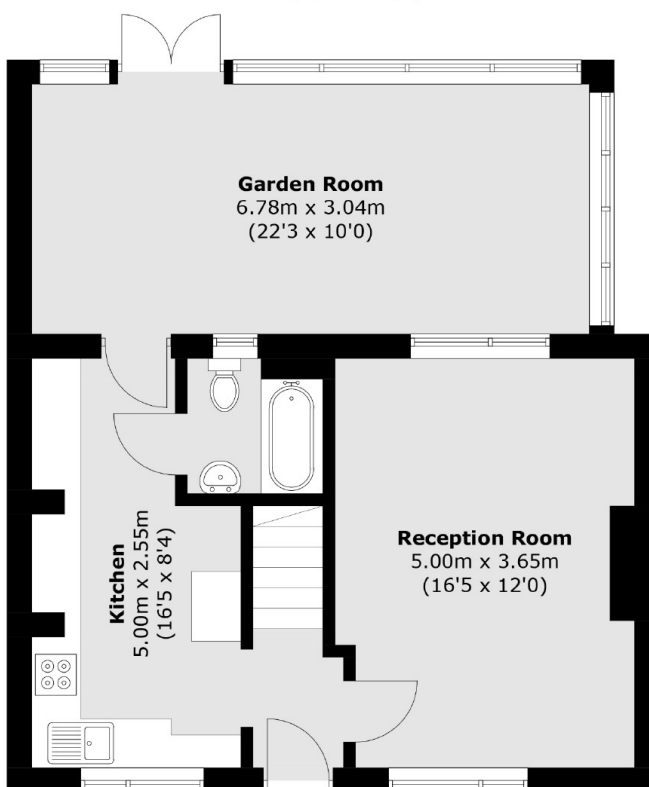 Garden Room
6.78m x 3.04m
(22'3 x 10'0)
Kitchen
5.00m x 2.55m
(16'5 x 8'4)
Reception Room
5.00m x 3.65m
(16'5 x 12'0)